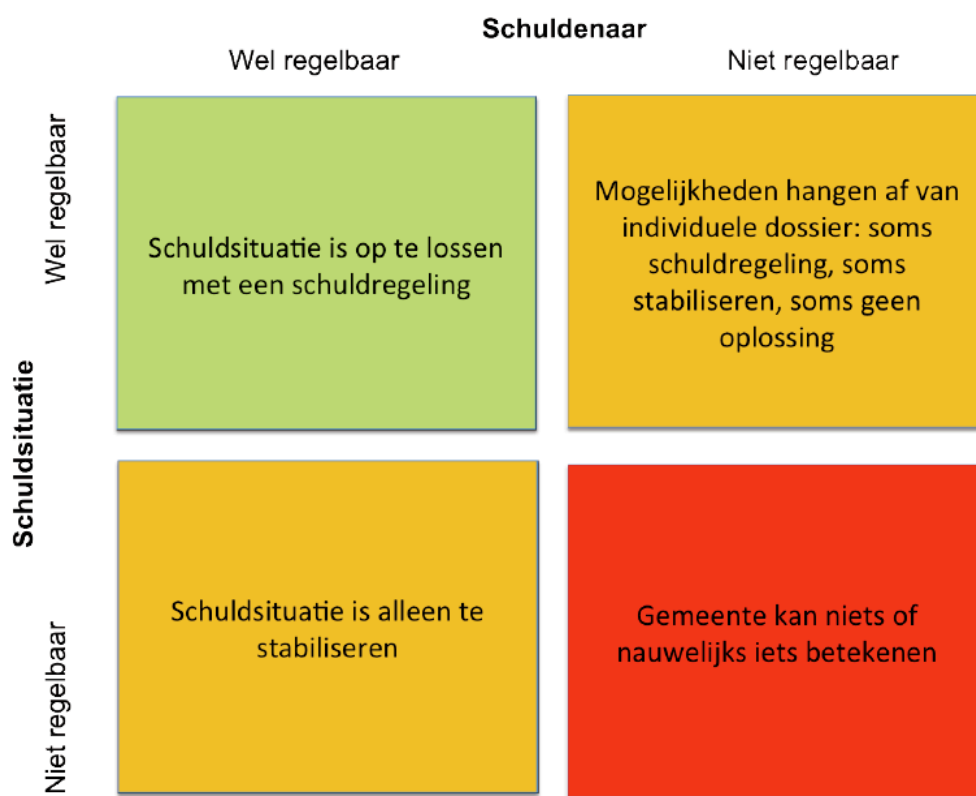 Schuldenaar
Wel regelbaar
Niet regelbaar
Schuldsituatie
Wel regelbaar
Schuldsituatie is op te lossen
met een schuldregeling
Mogelijkheden hangen af van
individuele dossier: soms
schuldregeling, soms
stabiliseren, soms geen
oplossing
Niet regelbaar
Schuldsituatie is alleen te
stabiliseren
Gemeente kan niets of
nauwelijks iets betekenen